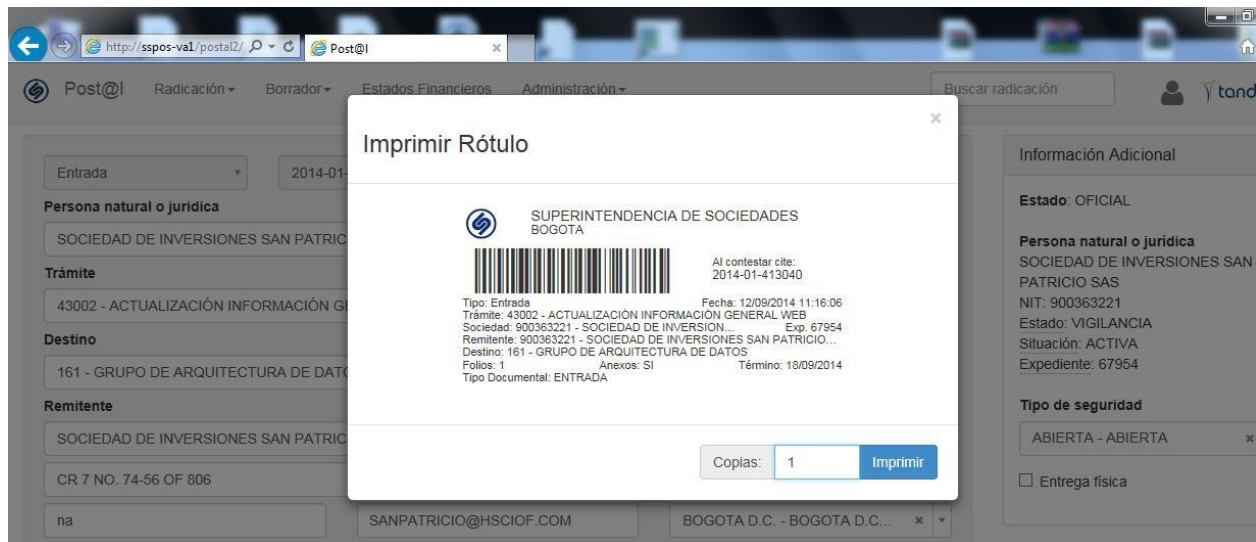 http://sspos-va1/postal2/
Post@l
Post@l Radicación Borrador Estados Financieros Administración Buscar radicación tand
Imprimir Rótulo
SUPERINTENDENCIA DE SOCIEDADES
BOGOTA
Al contestar cite:
2014-01-413040
Tipo: Entrada Fecha: 12/09/2014 11:16:06
Trámite: 43002 - ACTUALIZACIÓN INFORMACIÓN GENERAL WEB
Sociedad: 900363221 - SOCIEDAD DE INVERSION... Exp. 67954
Remitente: 900363221 - SOCIEDAD DE INVERSIONES SAN PATRICIO...
Destino: 161 - GRUPO DE ARQUITECTURA DE DATOS
Folios: 1 Anexos: SI Término: 18/09/2014
Tipo Documental: ENTRADA
Copias: 1 Imprimir
Entrada 2014-01-
Persona natural o jurídica
SOCIEDAD DE INVERSIONES SAN PATRIC
Trámite
43002 - ACTUALIZACIÓN INFORMACIÓN GE
Destino
161 - GRUPO DE ARQUITECTURA DE DATO
Remitente
SOCIEDAD DE INVERSIONES SAN PATRIC
CR 7 NO. 74-56 OF 806
na SANPATRICIO@HSCIOF.COM BOGOTA D.C. - BOGOTA D.C...
Información Adicional
Estado: OFICIAL
Persona natural o jurídica
SOCIEDAD DE INVERSIONES SAN
PATRICIO SAS
NIT: 900363221
Estado: VIGILANCIA
Situación: ACTIVA
Expediente: 67954
Tipo de seguridad
ABIERTA - ABIERTA
Entrega física